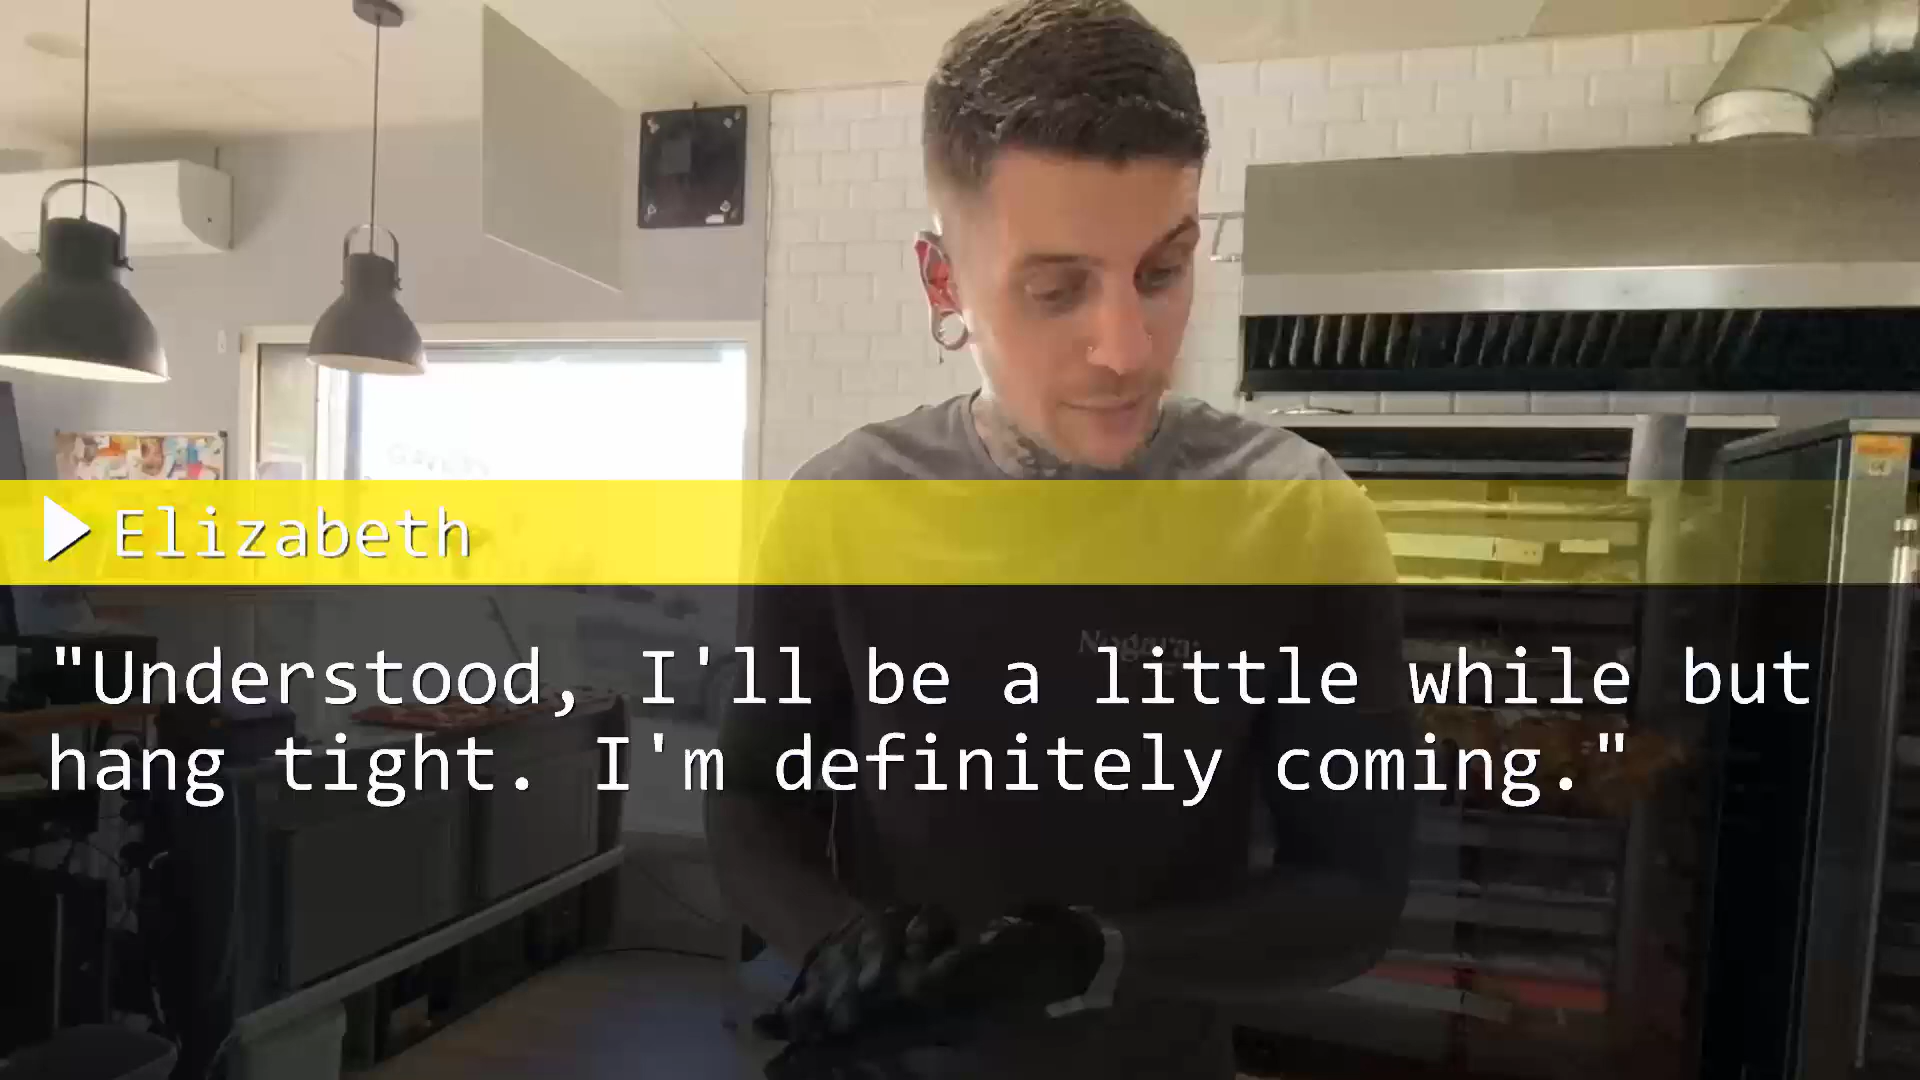 Elizabeth
"Understood, I'll be a little while but
hang tight. I'm definitely coming."